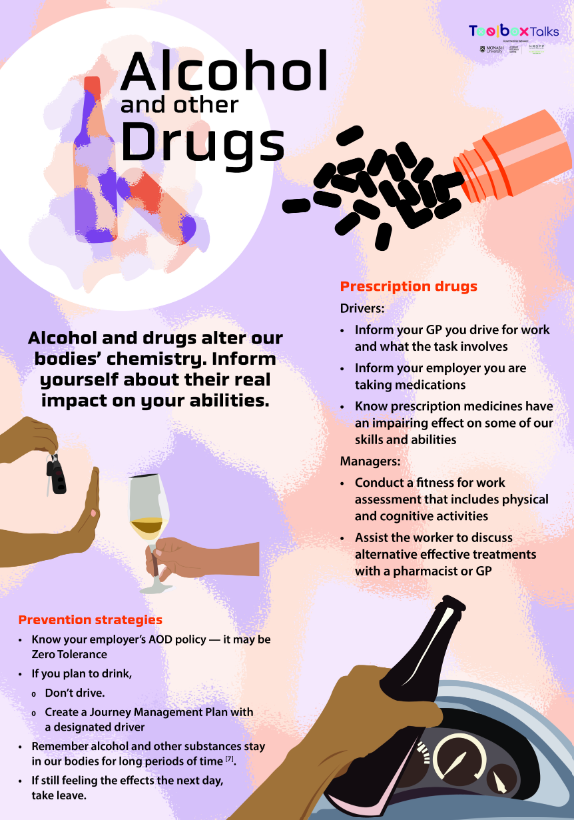 ToolboxTalks
MONASH
University
Alcohol
and other
Drugs
Prescription drugs
Drivers:
• Inform your GP you drive for work
and what the task involves
• Inform your employer you are
taking medications
• Know prescription medicines have
an impairing effect on some of our
skills and abilities
Managers:
• Conduct a fitness for work
assessment that includes physical
and cognitive activities
• Assist the worker to discuss
alternative effective treatments
with a pharmacist or GP
Alcohol and drugs alter our
bodies’ chemistry. Inform
yourself about their real
impact on your abilities.
Prevention strategies
• Know your employer’s AOD policy — it may be
Zero Tolerance
• If you plan to drink,
o Don’t drive.
o Create a Journey Management Plan with
a designated driver
• Remember alcohol and other substances stay
in our bodies for long periods of time [7].
• If still feeling the effects the next day,
take leave.